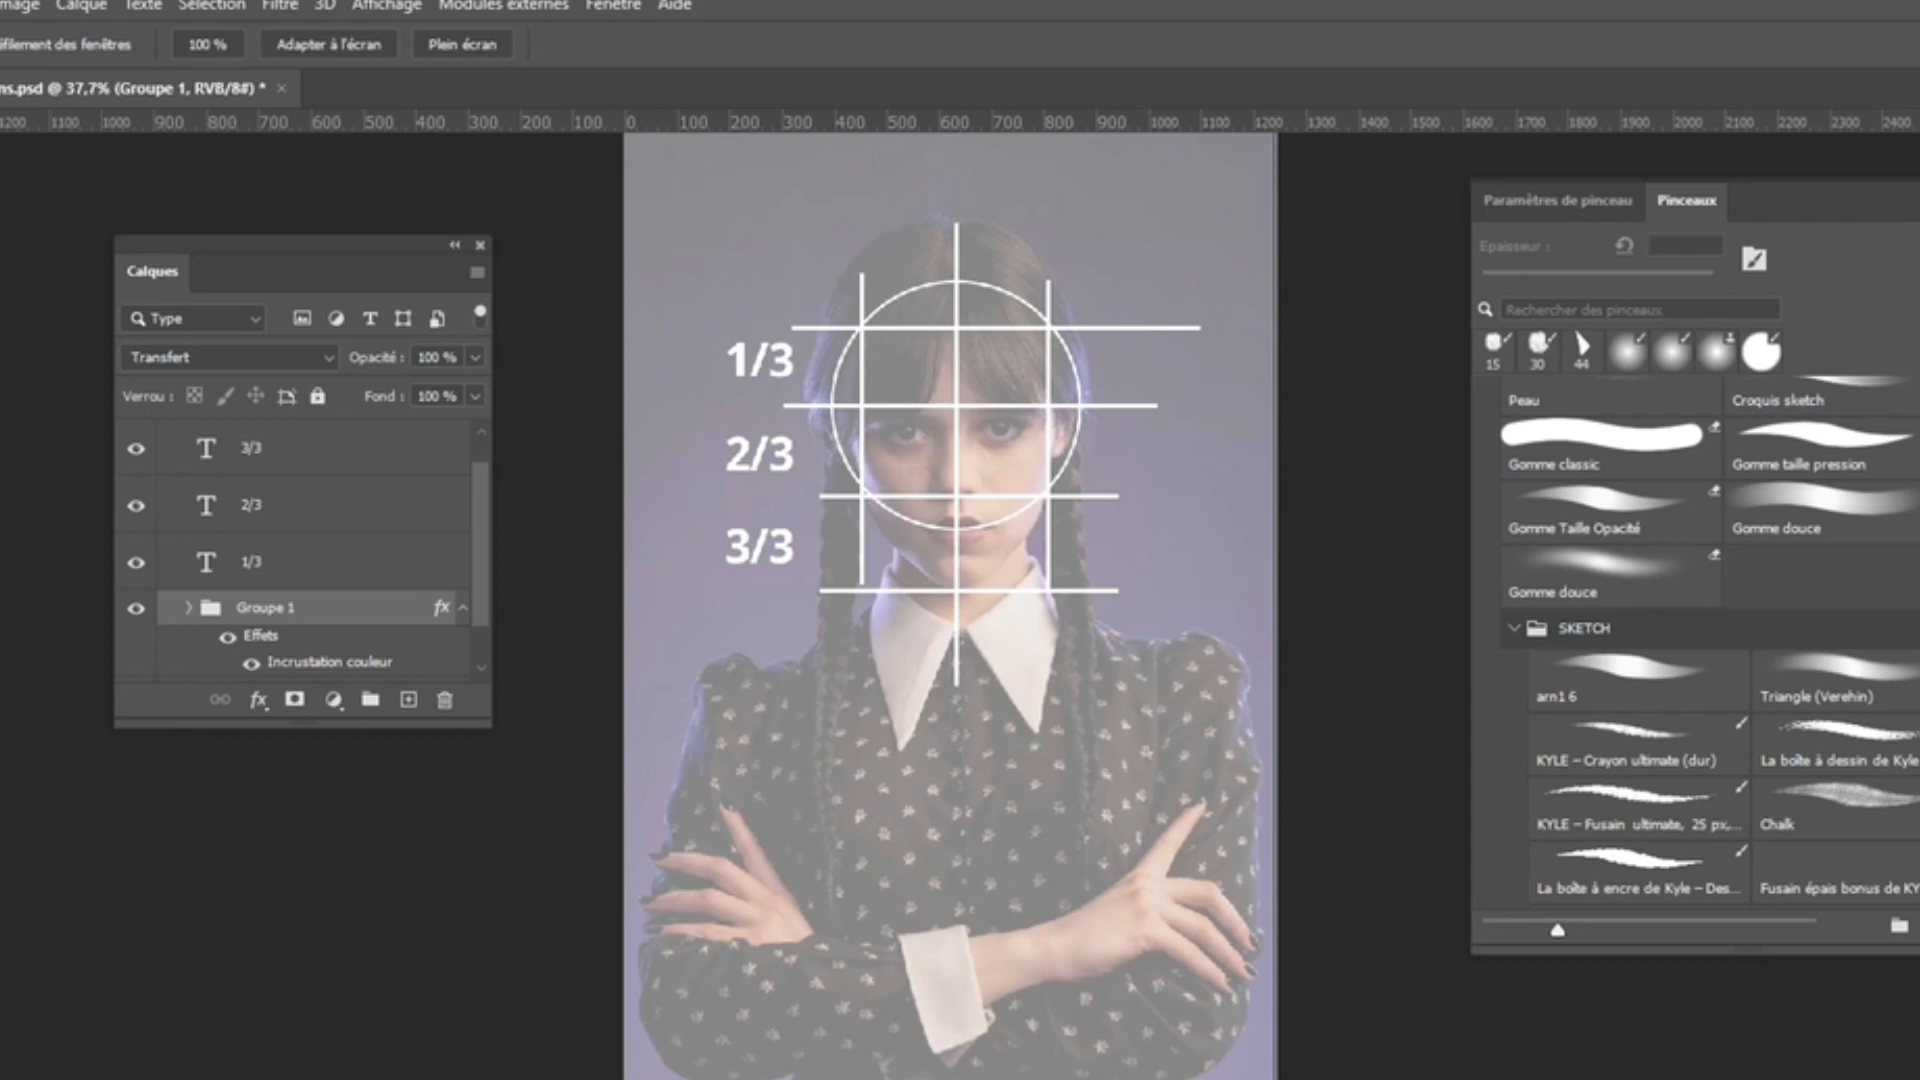 Image Calque Texte Sélection Filtre 3D Affichage Modules externes Fenêtre Aide
éfilement des fenêtres 100 % Adapter à l'écran Plein écran
ns.psd @ 37,7% (Groupe 1, RVB/8#) * ×
1200 1100 1000 900 800 700 600 500 400 300 200 100 0 100 200 300 400 500 600 700 800 900 1000 1100 1200 1300 1400 1500 1600 1700 1800 1900 2000 2100 2200 2300 2400
Calques
Type
Transfert Opacité : 100 %
Verrou : Fond : 100 %
T 3/3
T 2/3
T 1/3
Groupe 1 fx
Effets
Incrustation couleur
fx
1/3
2/3
3/3
Paramètres de pinceau Pinceaux
Epaisseur :
Rechercher des pinceaux
15 30 44
Peau Croquis sketch
Gomme classic Gomme taille pression
Gomme Taille Opacité Gomme douce
Gomme douce
SKETCH
arn1 6 Triangle (Verehin)
KYLE – Crayon ultimate (dur) La boîte à dessin de Kyle
KYLE – Fusain ultimate, 25 px,... Chalk
La boîte à encre de Kyle – Des... Fusain épais bonus de KY